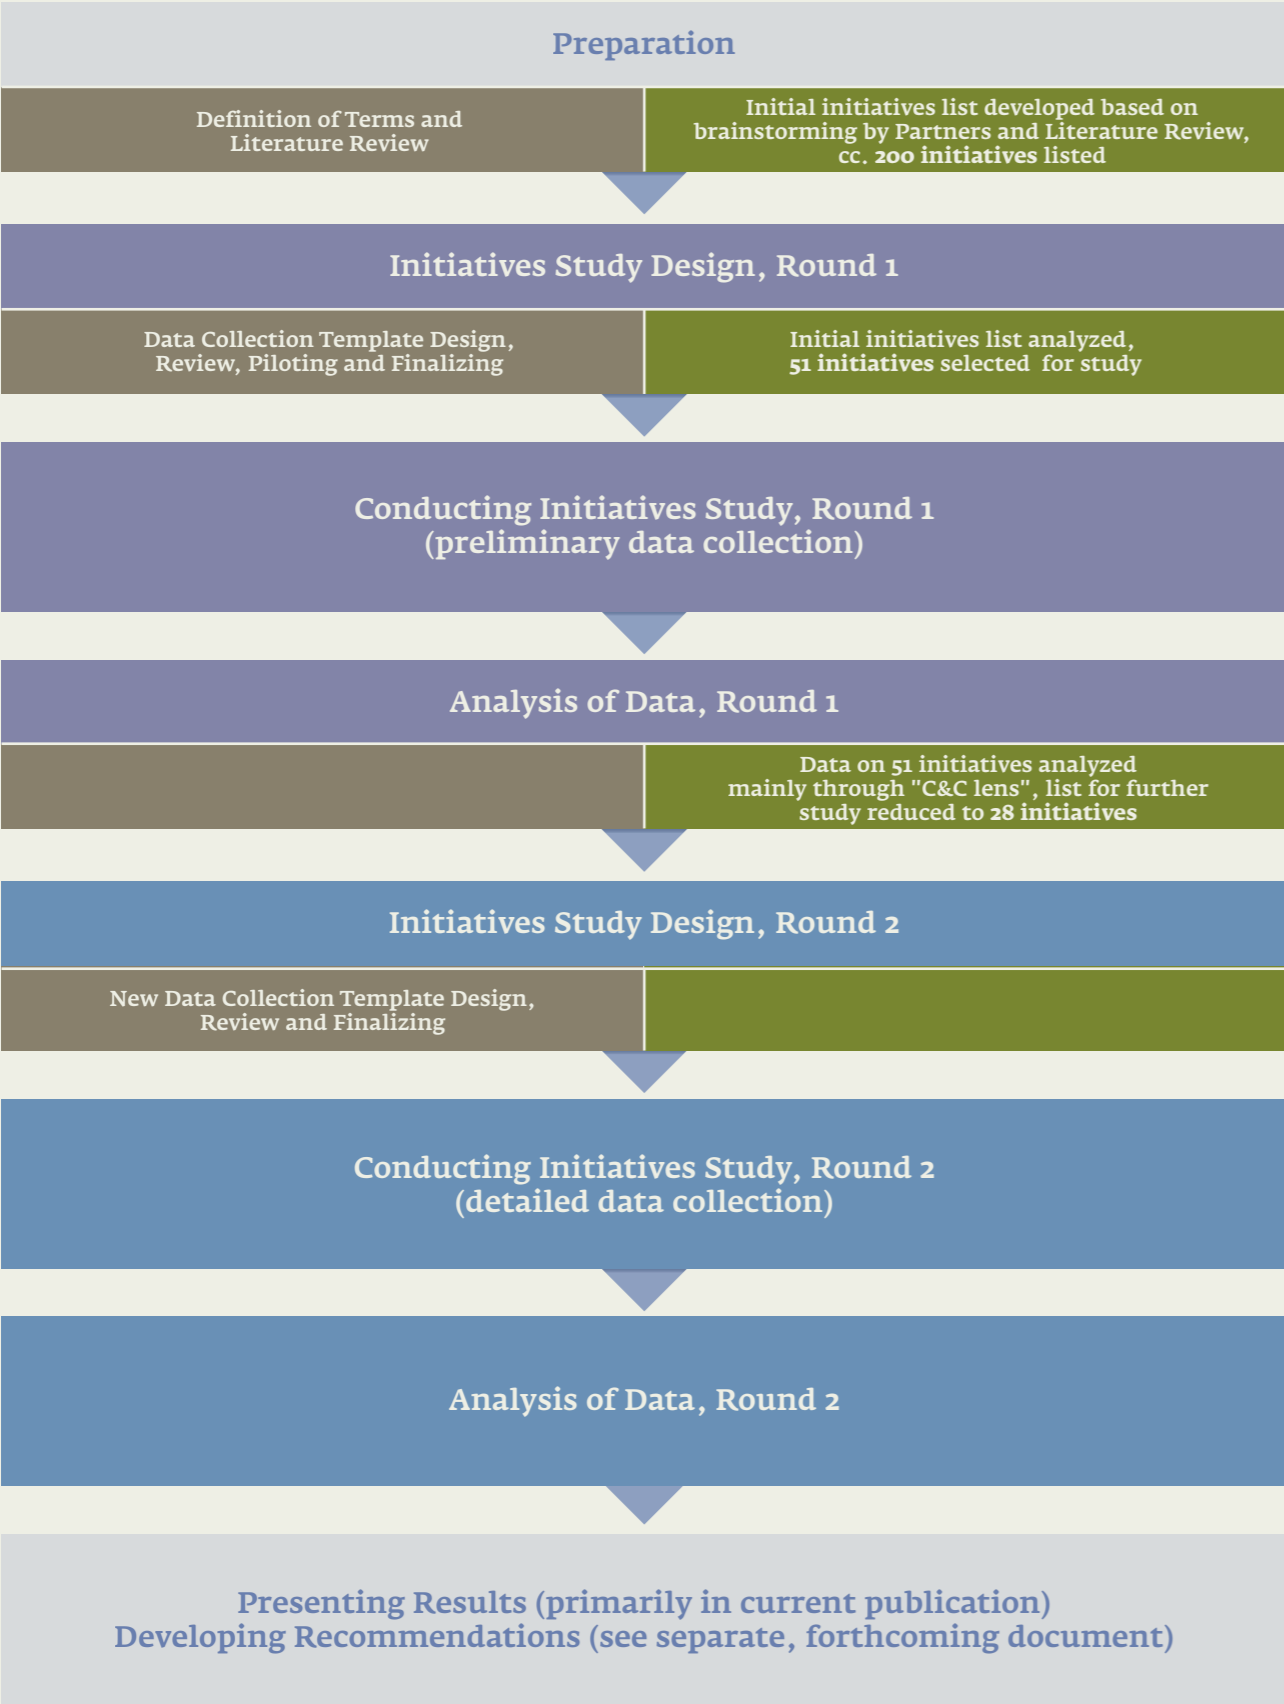 Preparation
Definition of Terms and
Literature Review
Initial initiatives list developed based on
brainstorming by Partners and Literature Review,
cc. 200 initiatives listed
Initiatives Study Design, Round 1
Data Collection Template Design,
Review, Piloting and Finalizing
Initial initiatives list analyzed,
51 initiatives selected for study
Conducting Initiatives Study, Round 1
(preliminary data collection)
Analysis of Data, Round 1
Data on 51 initiatives analyzed
mainly through "C&C lens", list for further
study reduced to 28 initiatives
Initiatives Study Design, Round 2
New Data Collection Template Design,
Review and Finalizing
Conducting Initiatives Study, Round 2
(detailed data collection)
Analysis of Data, Round 2
Presenting Results (primarily in current publication)
Developing Recommendations (see separate, forthcoming document)